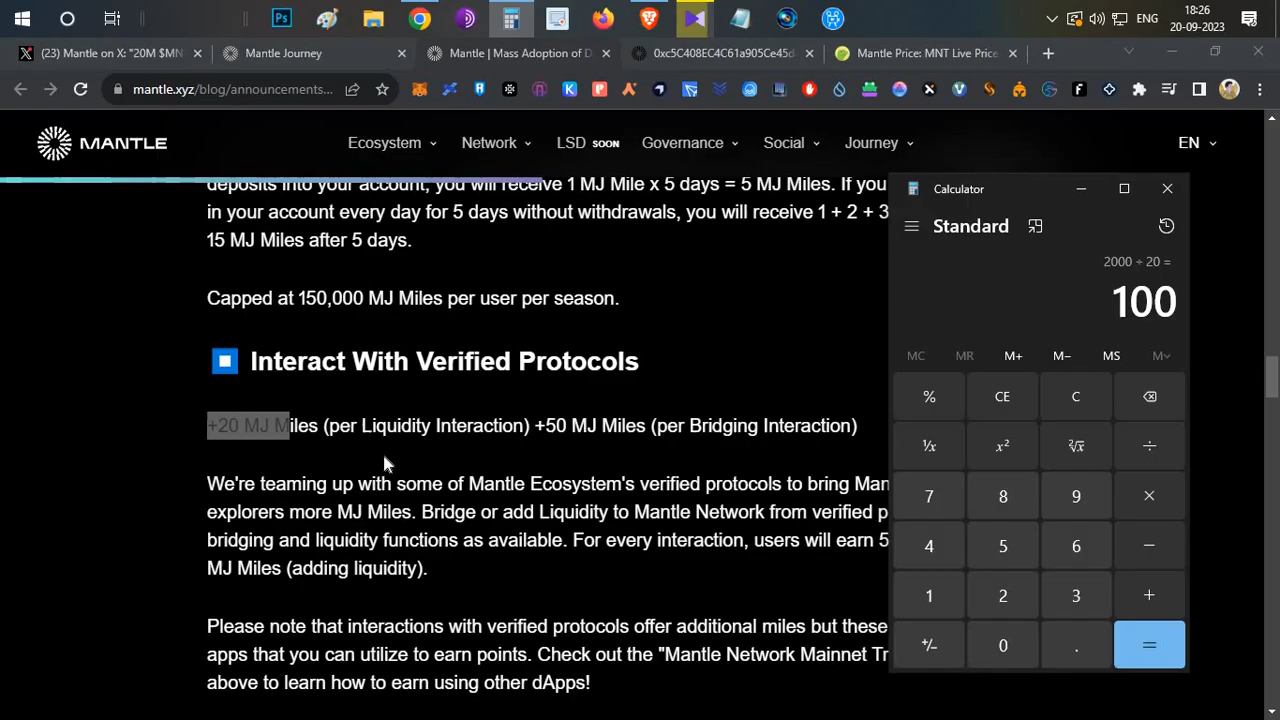 18:26
ENG
20-09-2023
(23) Mantle on X: "20M $MN
Mantle Journey
Mantle | Mass Adoption of D
0xc5C408EC4C61a905Ce45d
Mantle Price: MNT Live Price
mantle.xyz/blog/announcements...
MANTLE
Ecosystem
Network
LSD SOON
Governance
Social
Journey
EN
deposits into your account, you will receive 1 MJ Mile x 5 days = 5 MJ Miles. If you
in your account every day for 5 days without withdrawals, you will receive 1 + 2 + 3
15 MJ Miles after 5 days.
Capped at 150,000 MJ Miles per user per season.
Interact With Verified Protocols
+20 MJ Miles (per Liquidity Interaction) +50 MJ Miles (per Bridging Interaction)
We're teaming up with some of Mantle Ecosystem's verified protocols to bring Man
explorers more MJ Miles. Bridge or add Liquidity to Mantle Network from verified p
bridging and liquidity functions as available. For every interaction, users will earn 5
MJ Miles (adding liquidity).
Please note that interactions with verified protocols offer additional miles but these
apps that you can utilize to earn points. Check out the "Mantle Network Mainnet Tr
above to learn how to earn using other dApps!
Calculator
Standard
2000 ÷ 20 =
100
MC MR M+ M− MS M
% CE C
¹/x x² ²√x ÷
7 8 9 ×
4 5 6 −
1 2 3 +
+/− 0 . =